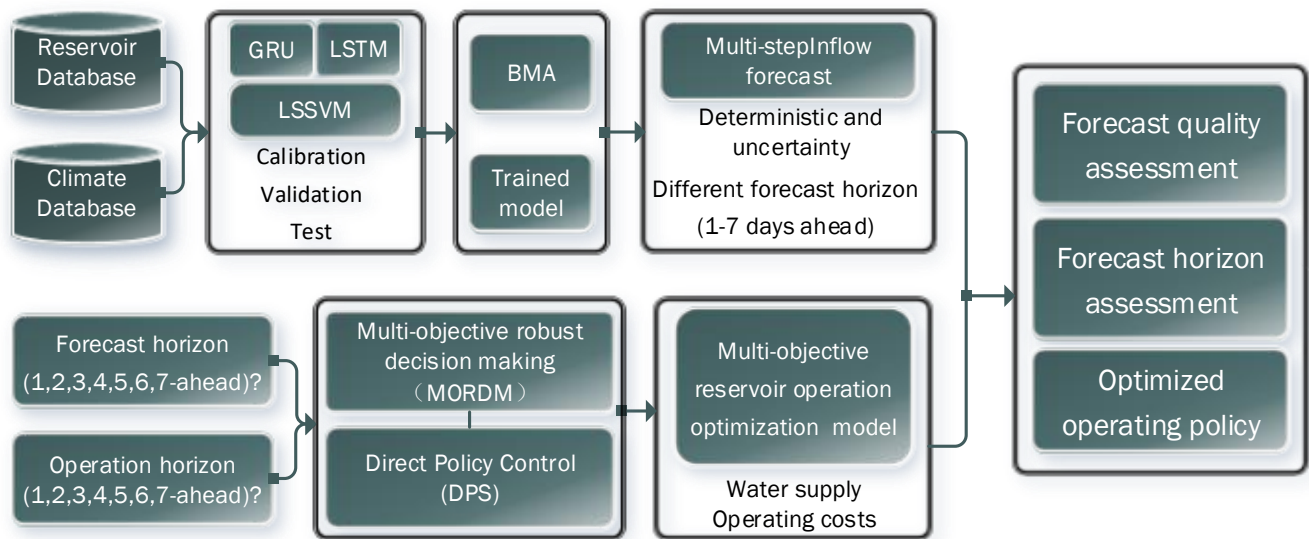 Reservoir
Database
Climate
Database
GRU
LSTM
LSSVM
Calibration
Validation
Test
BMA
Trained
model
Multi-stepInflow
forecast
Deterministic and
uncertainty
Different forecast horizon
(1-7 days ahead)
Forecast horizon
(1,2,3,4,5,6,7-ahead)?
Operation horizon
(1,2,3,4,5,6,7-ahead)?
Multi-objective robust
decision making
（MORDM）
Direct Policy Control
(DPS)
Multi-objective
reservoir operation
optimization model
Water supply
Operating costs
Forecast quality
assessment
Forecast horizon
assessment
Optimized
operating policy